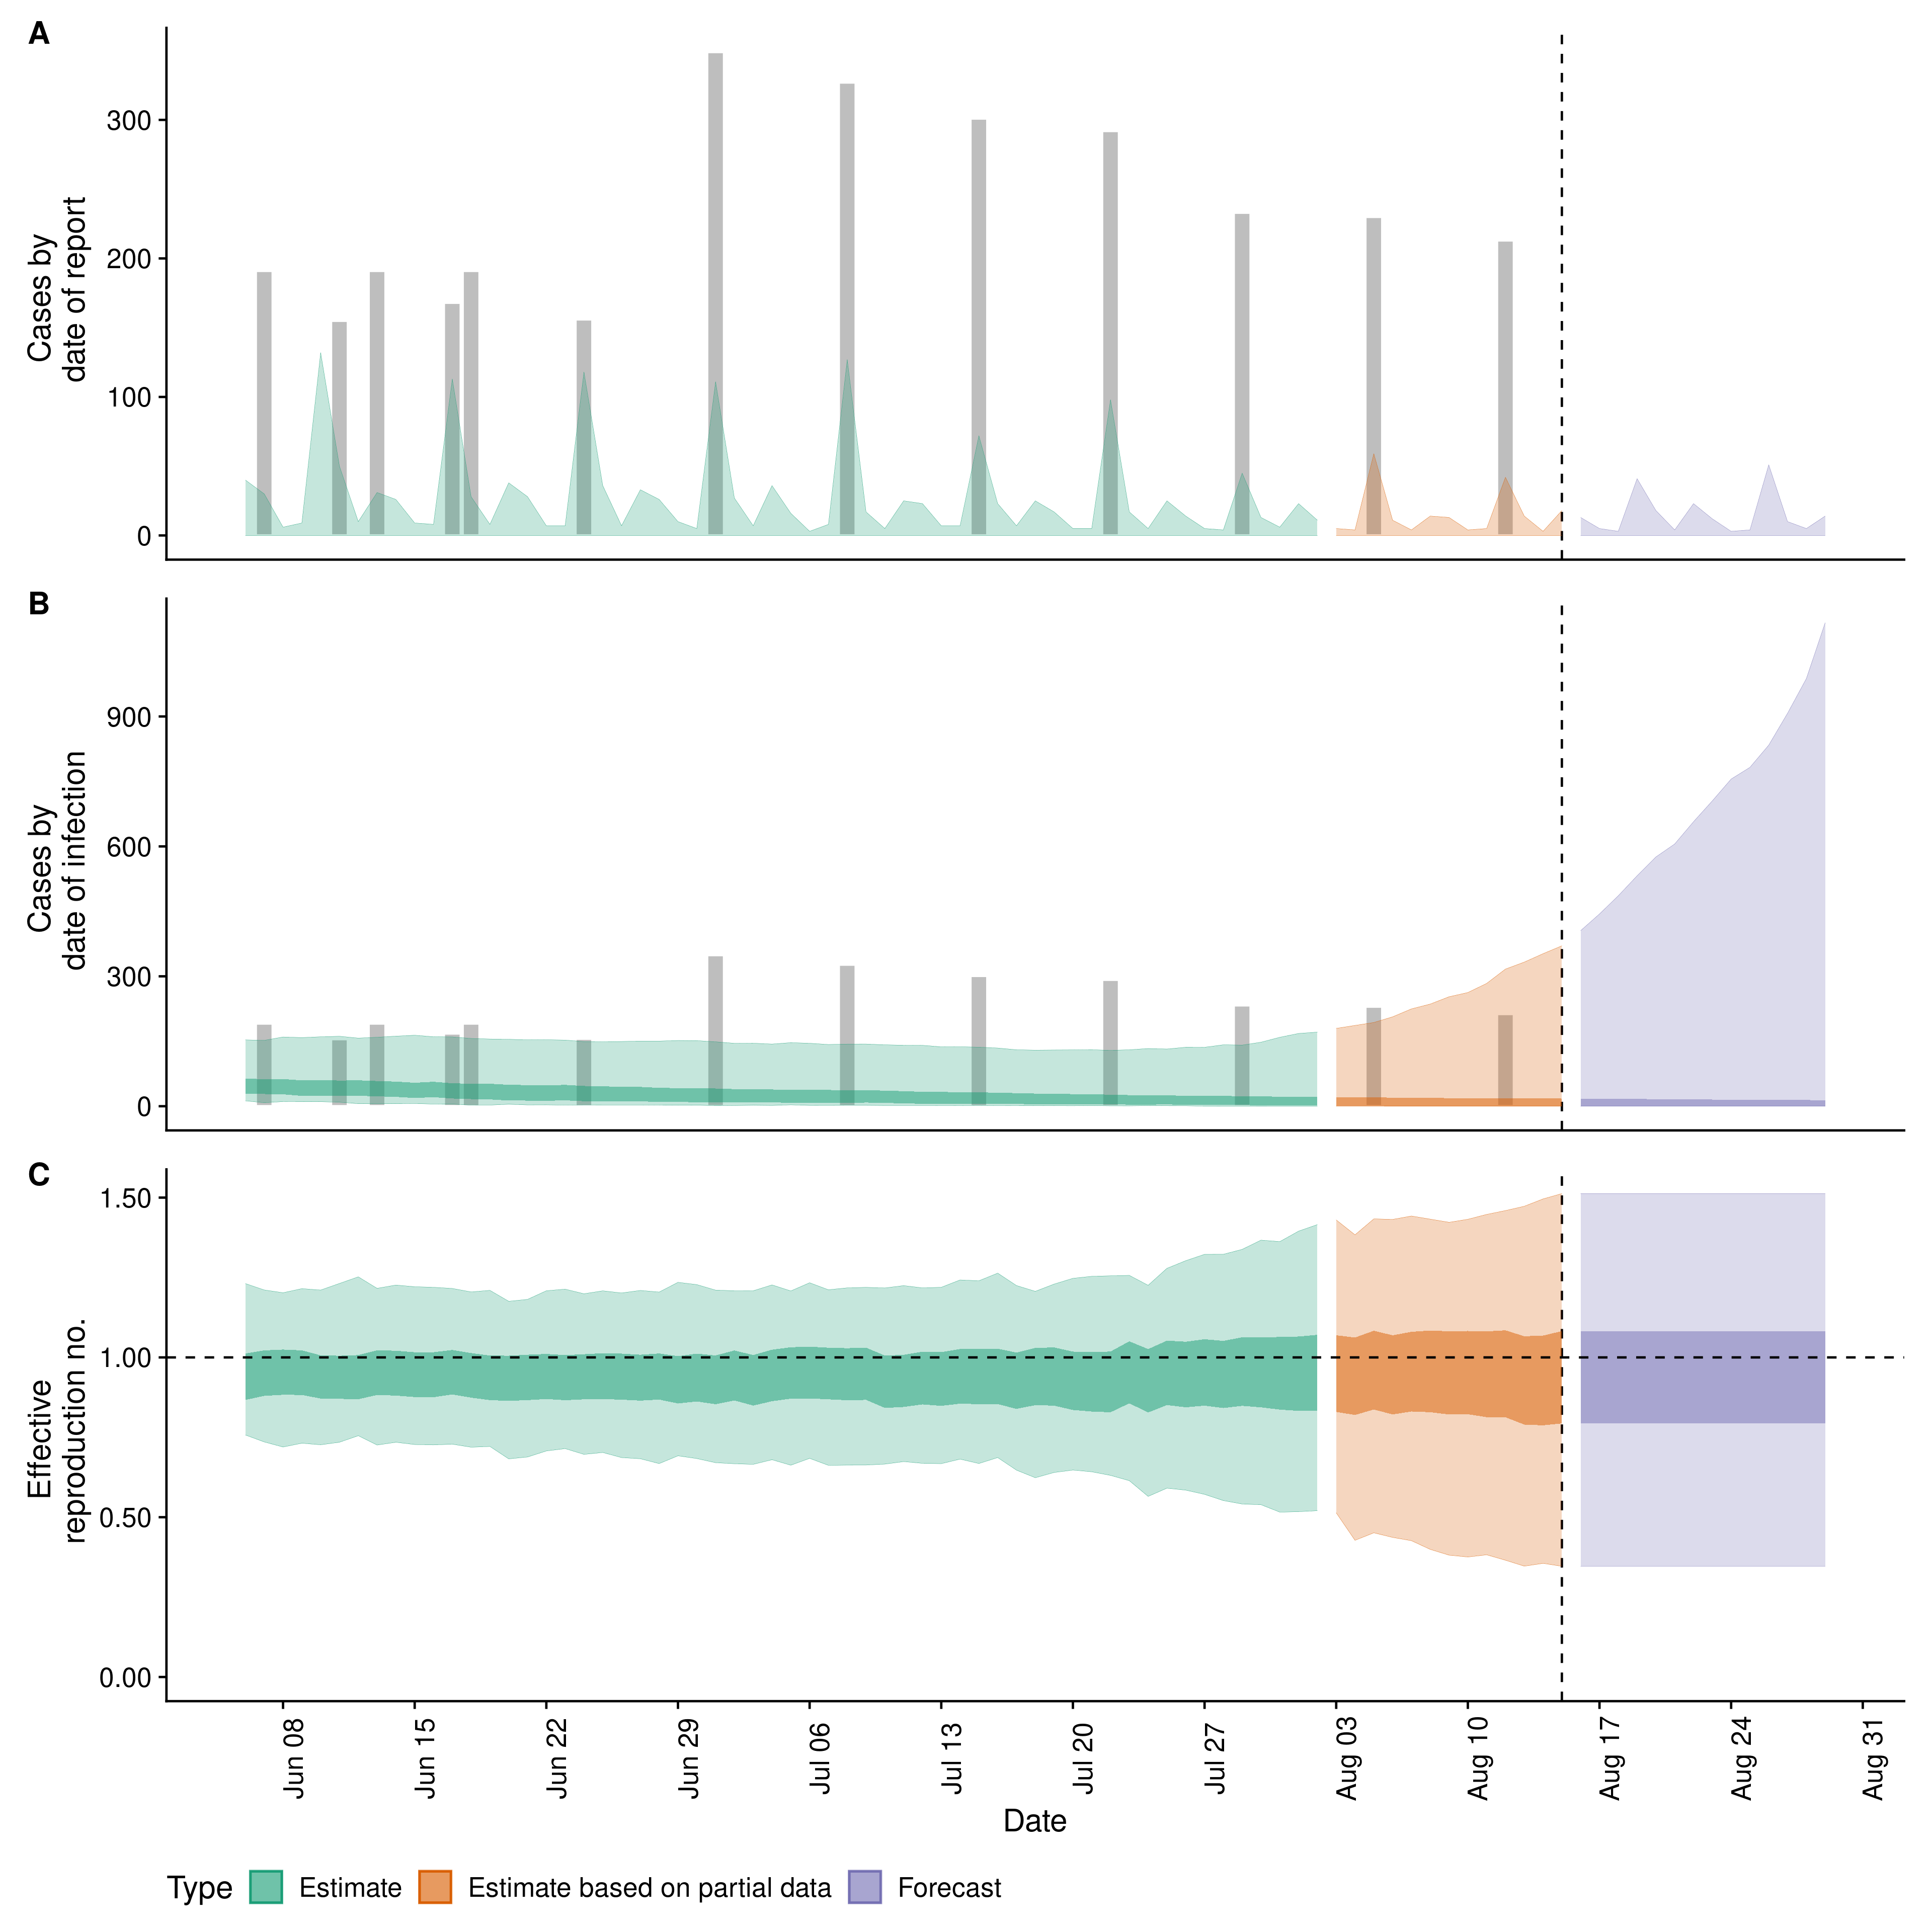 A
Cases by
date of report
300
200
100
0
B
Cases by
date of infection
900
600
300
0
C
Effective
reproduction no.
1.50
1.00
0.50
0.00
Jun 08
Jun 15
Jun 22
Jun 29
Jul 06
Jul 13
Jul 20
Jul 27
Aug 03
Aug 10
Aug 17
Aug 24
Aug 31
Date
Type
Estimate
Estimate based on partial data
Forecast